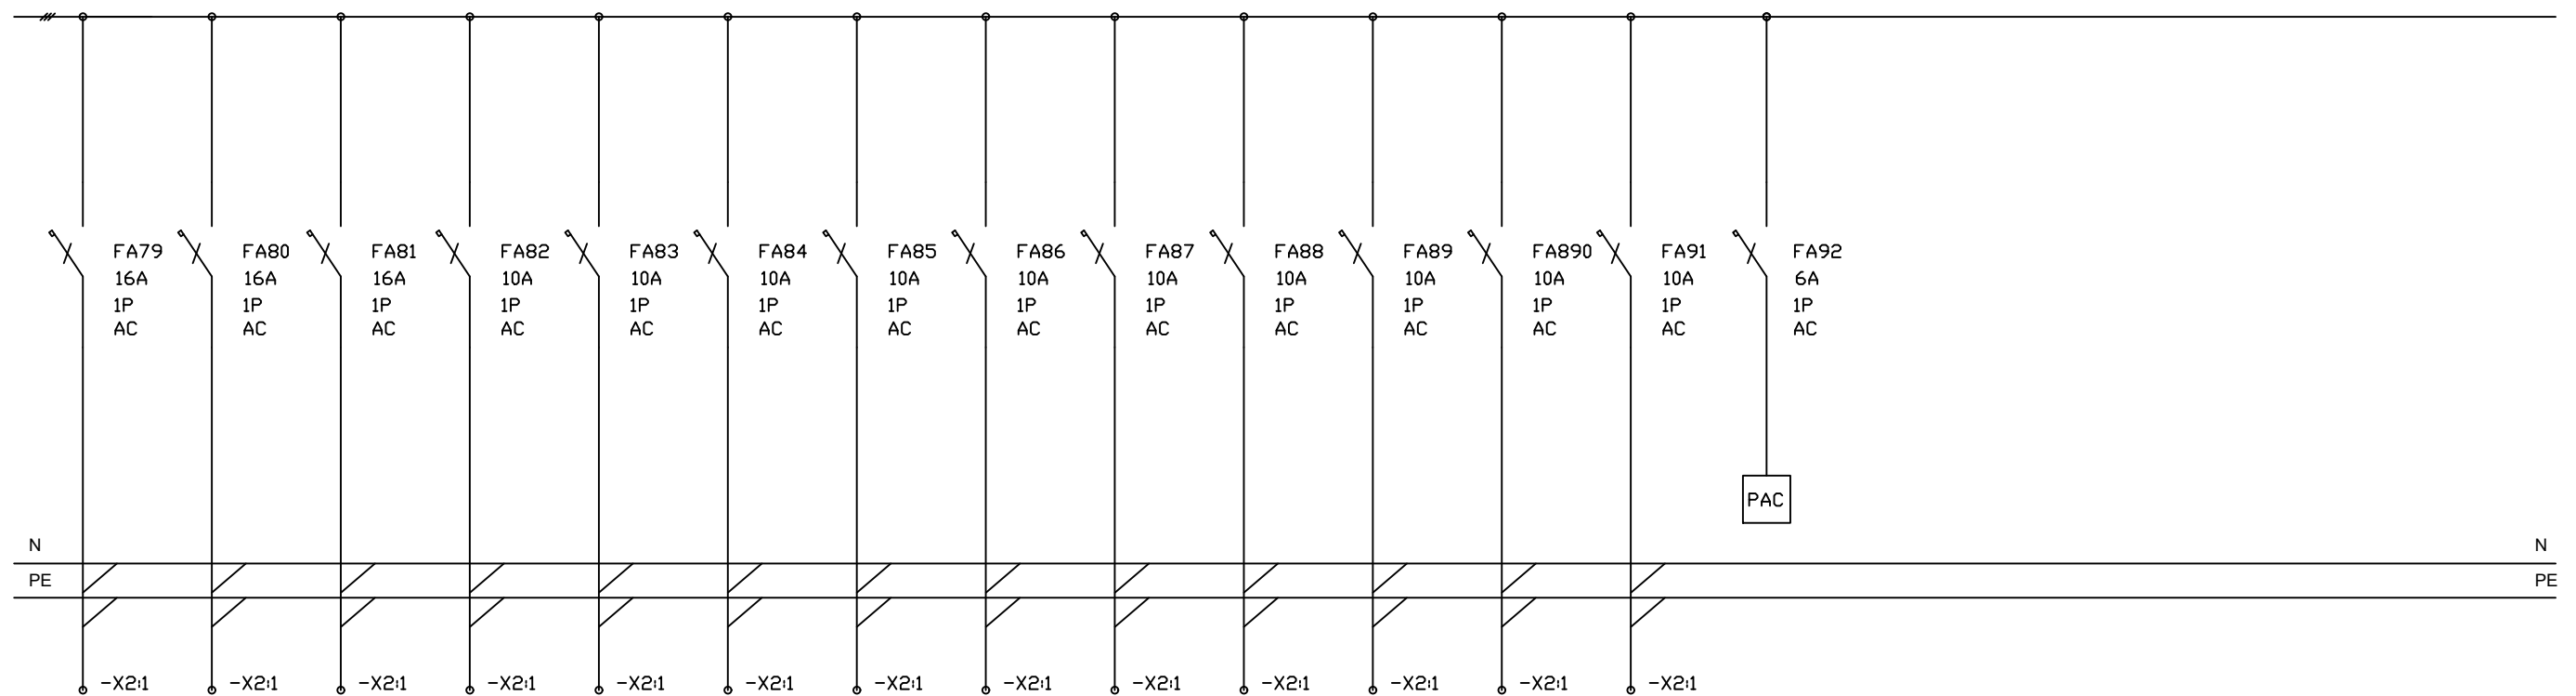 FA79 FA80 FA81 FA82 FA83 FA84 FA85 FA86 FA87 FA88 FA89 FA890 FA91 FA92
16A 16A 16A 10A 10A 10A 10A 10A 10A 10A 10A 10A 10A 6A
1P 1P 1P 1P 1P 1P 1P 1P 1P 1P 1P 1P 1P 1P
AC AC AC AC AC AC AC AC AC AC AC AC AC AC
PAC
N N
PE PE
-X2:1 -X2:1 -X2:1 -X2:1 -X2:1 -X2:1 -X2:1 -X2:1 -X2:1 -X2:1 -X2:1 -X2:1 -X2:1